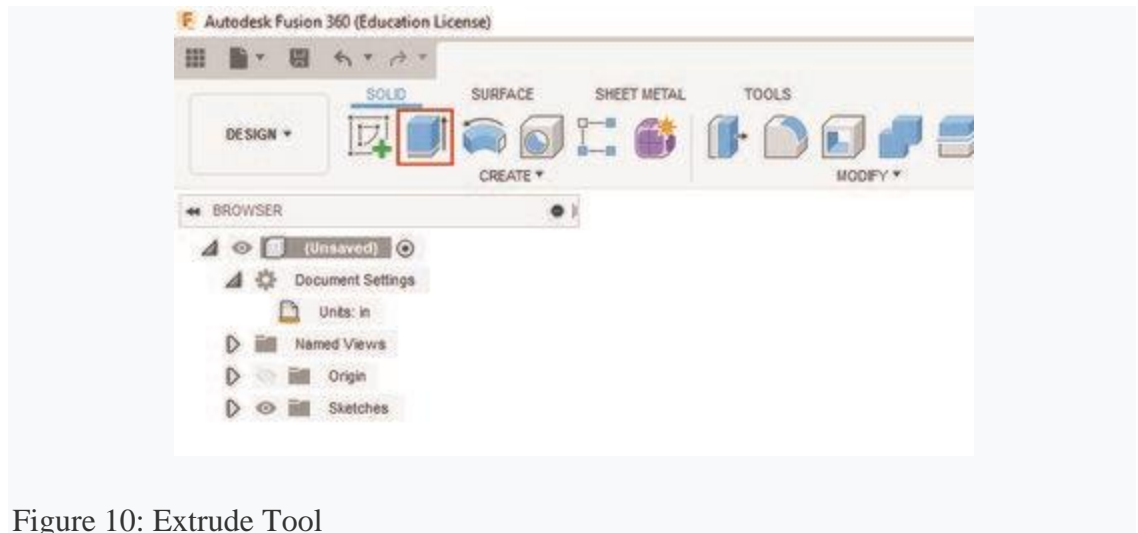 Autodesk Fusion 360 (Education License)
SOLID SURFACE SHEET METAL TOOLS
DESIGN
CREATE MODIFY
BROWSER
(Unsaved)
Document Settings
Units: in
Named Views
Origin
Sketches
Figure 10: Extrude Tool